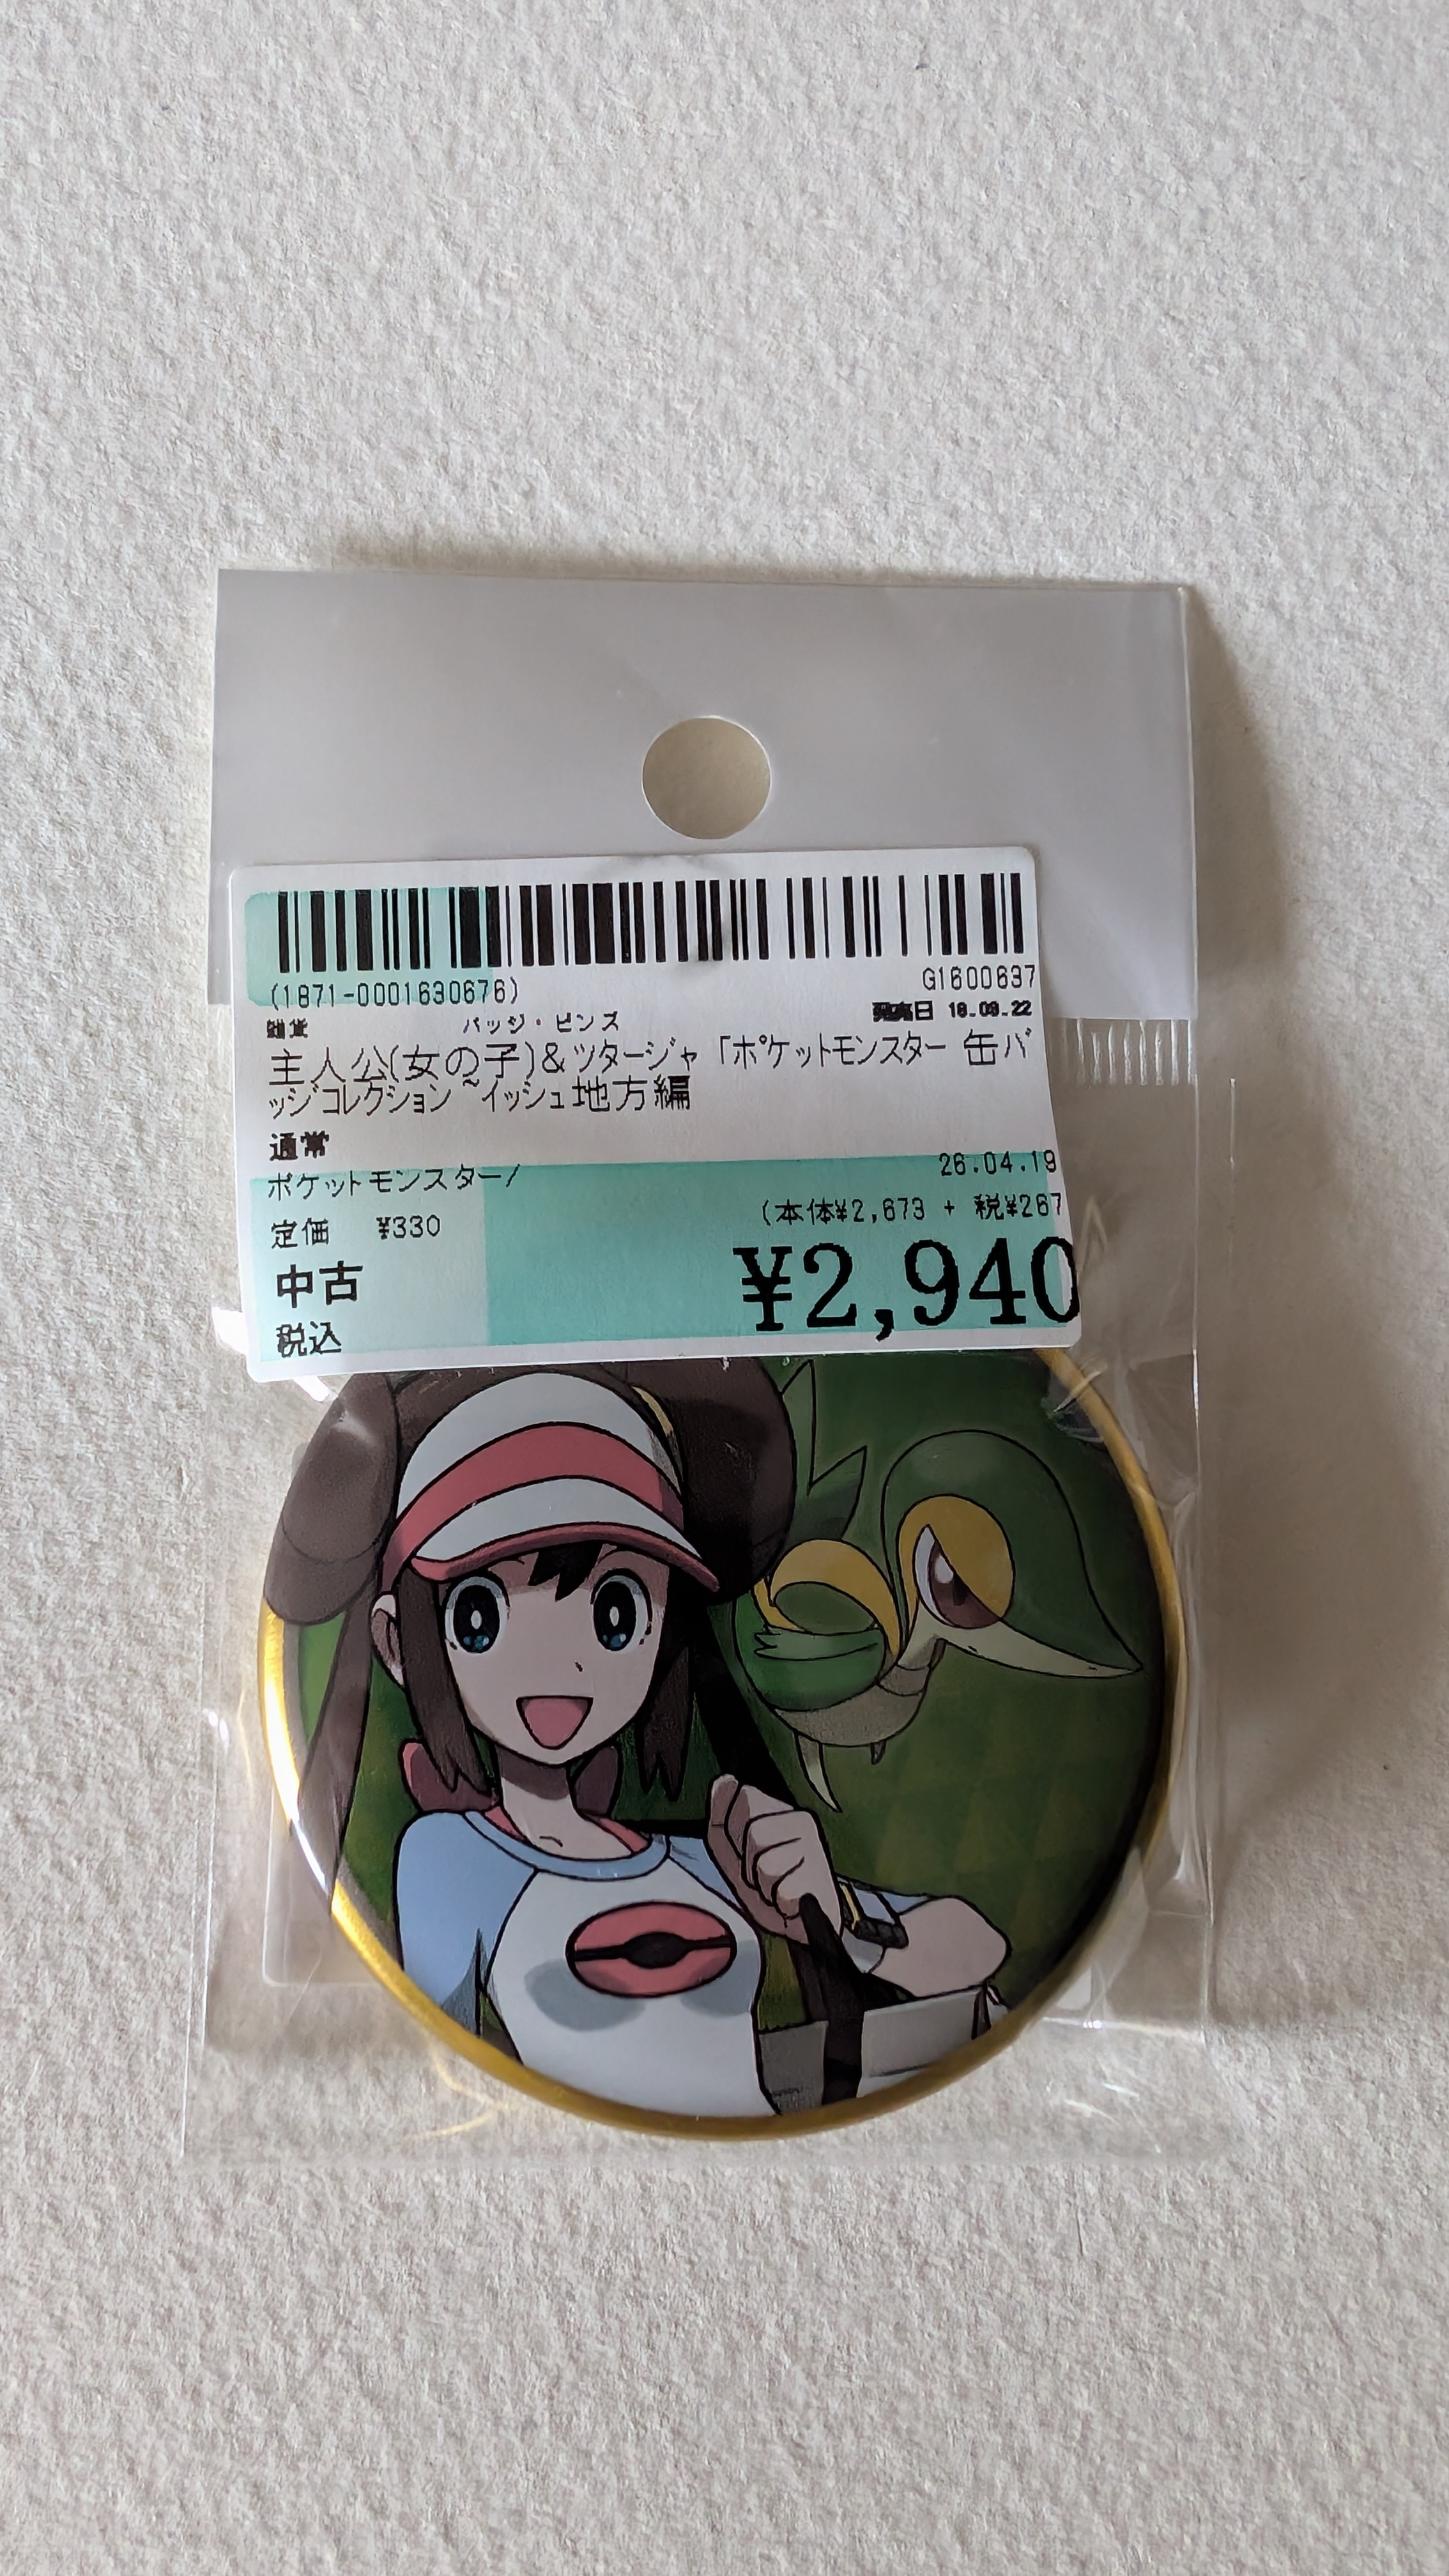 (1871-0001630676)
G1600637
雑貨 バッジ・ピンズ 発売日 18.09.22
主人公(女の子)&ツタージャ 「ポケットモンスター 缶バ
ッジコレクション ~イッシュ地方編
通常
ポケットモンスター/
26.04.19
定価 ¥330
(本体¥2,673 + 税¥267
中古
¥2,940
税込